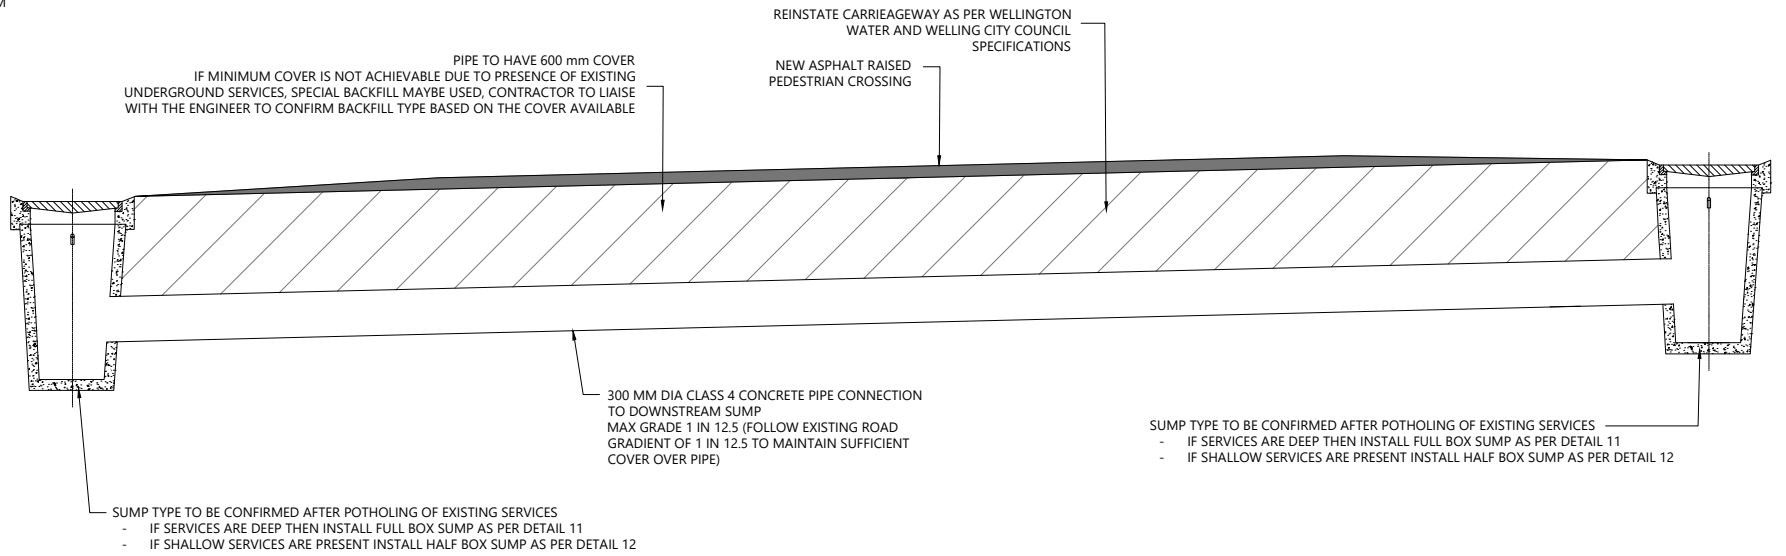 REINSTATE CARRIEAGEWAY AS PER WELLINGTON
WATER AND WELLING CITY COUNCIL
SPECIFICATIONS
PIPE TO HAVE 600 mm COVER
IF MINIMUM COVER IS NOT ACHIEVABLE DUE TO PRESENCE OF EXISTING
UNDERGROUND SERVICES, SPECIAL BACKFILL MAYBE USED, CONTRACTOR TO LIAISE
WITH THE ENGINEER TO CONFIRM BACKFILL TYPE BASED ON THE COVER AVAILABLE
NEW ASPHALT RAISED
PEDESTRIAN CROSSING
300 MM DIA CLASS 4 CONCRETE PIPE CONNECTION
TO DOWNSTREAM SUMP
MAX GRADE 1 IN 12.5 (FOLLOW EXISTING ROAD
GRADIENT OF 1 IN 12.5 TO MAINTAIN SUFFICIENT
COVER OVER PIPE)
SUMP TYPE TO BE CONFIRMED AFTER POTHOLING OF EXISTING SERVICES
- IF SERVICES ARE DEEP THEN INSTALL FULL BOX SUMP AS PER DETAIL 11
- IF SHALLOW SERVICES ARE PRESENT INSTALL HALF BOX SUMP AS PER DETAIL 12
SUMP TYPE TO BE CONFIRMED AFTER POTHOLING OF EXISTING SERVICES
- IF SERVICES ARE DEEP THEN INSTALL FULL BOX SUMP AS PER DETAIL 11
- IF SHALLOW SERVICES ARE PRESENT INSTALL HALF BOX SUMP AS PER DETAIL 12